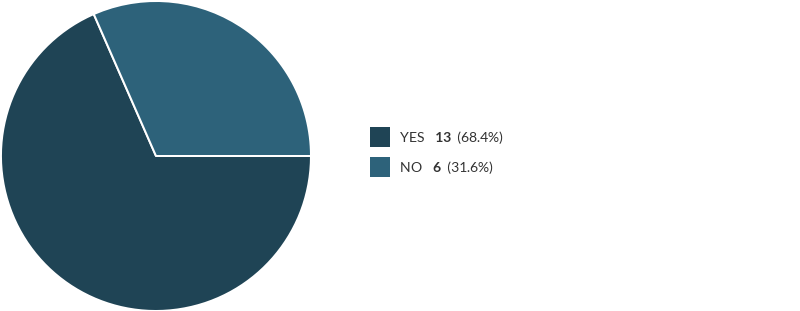 YES 13 (68.4%)
NO 6 (31.6%)